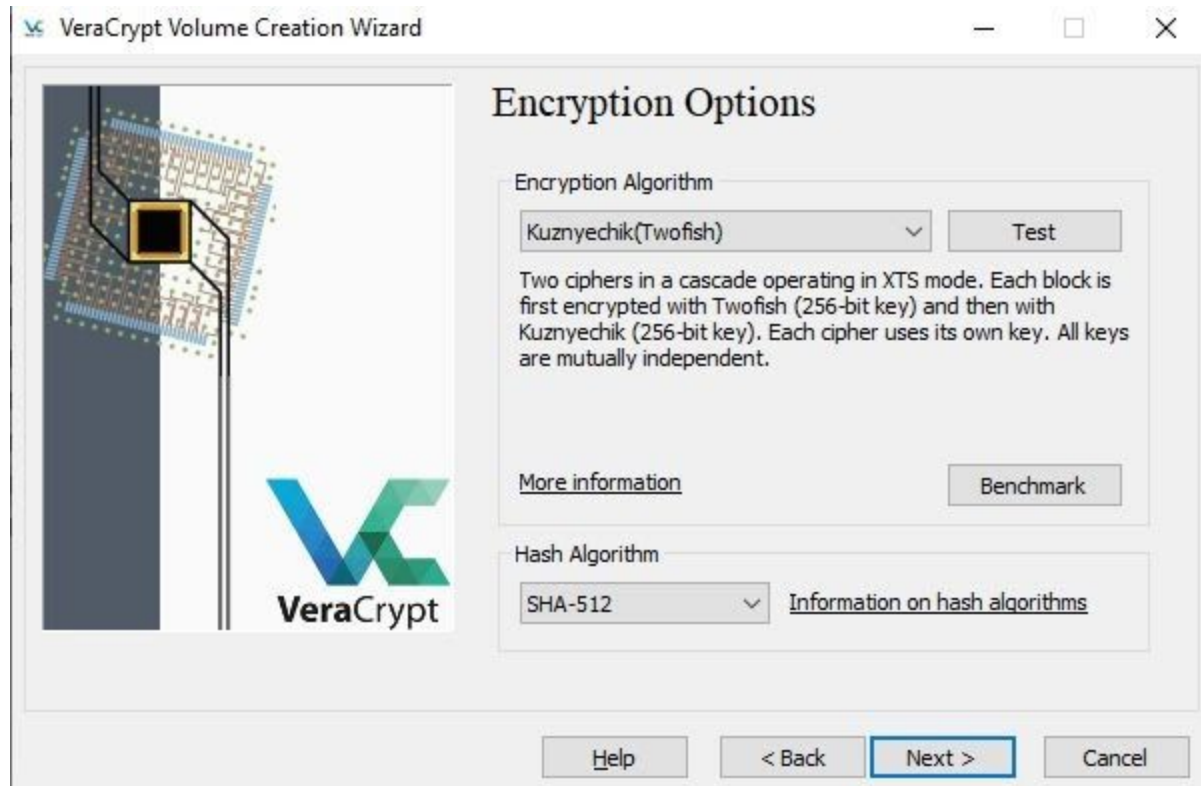 VeraCrypt Volume Creation Wizard
Encryption Options
Encryption Algorithm
Kuznyechik(Twofish)
Test
Two ciphers in a cascade operating in XTS mode. Each block is
first encrypted with Twofish (256-bit key) and then with
Kuznyechik (256-bit key). Each cipher uses its own key. All keys
are mutually independent.
More information
Benchmark
Hash Algorithm
SHA-512
Information on hash algorithms
VeraCrypt
Help
< Back
Next >
Cancel